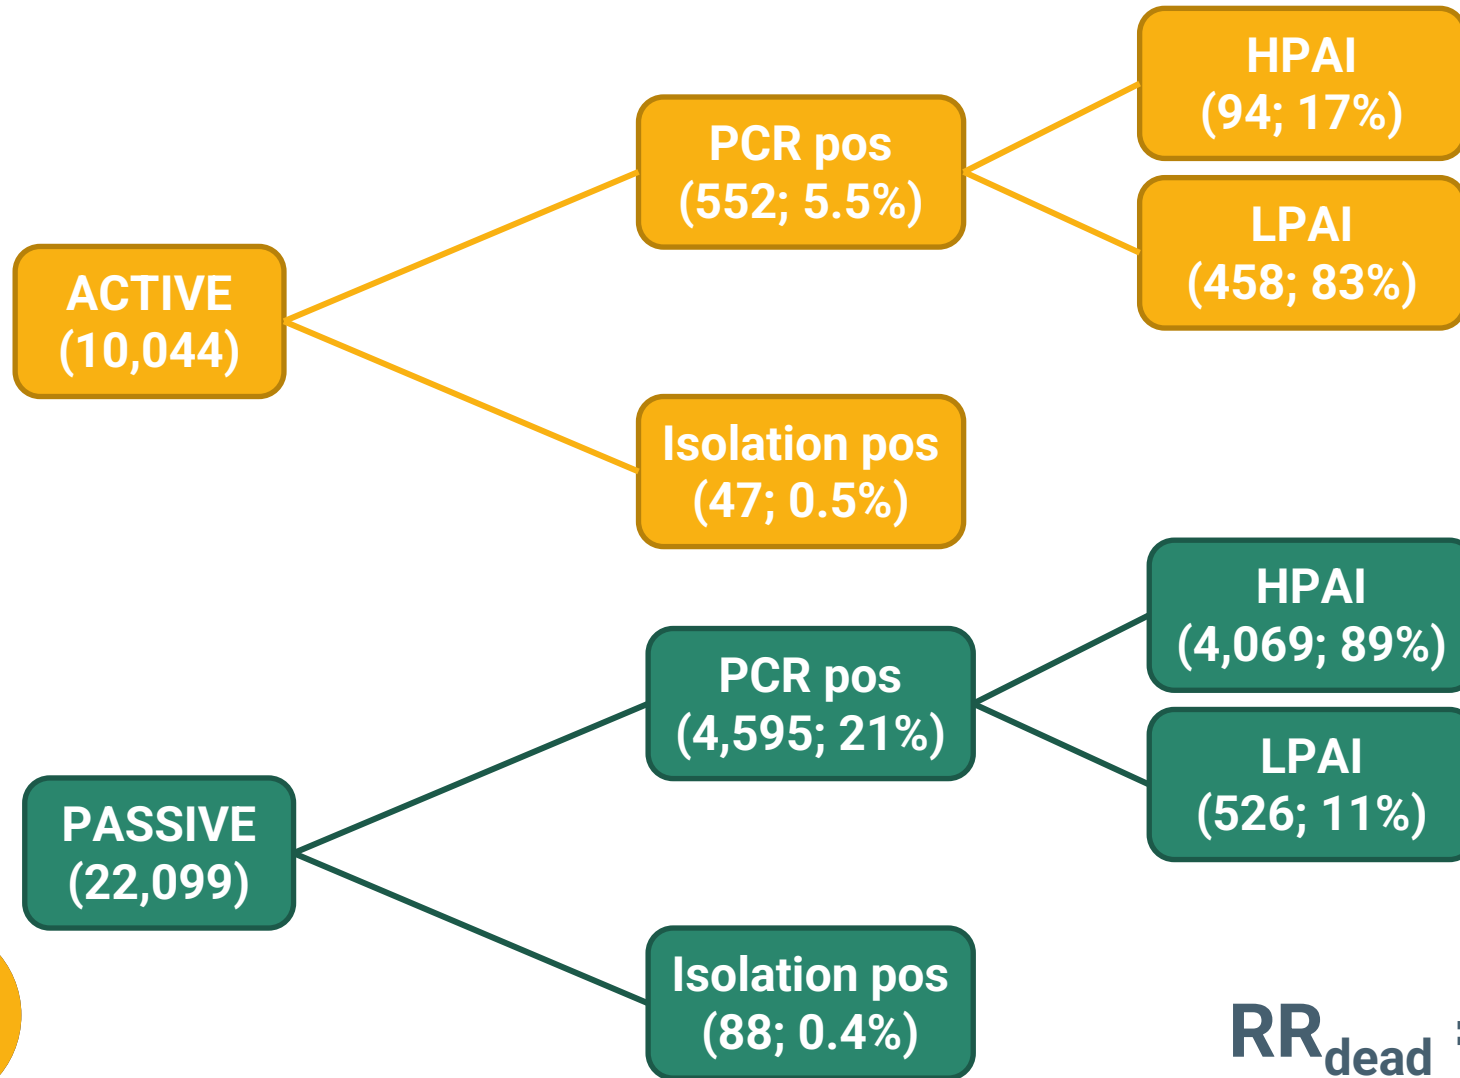 ACTIVE
(10,044)
PCR pos
(552; 5.5%)
HPAI
(94; 17%)
LPAI
(458; 83%)
Isolation pos
(47; 0.5%)
PASSIVE
(22,099)
PCR pos
(4,595; 21%)
HPAI
(4,069; 89%)
LPAI
(526; 11%)
Isolation pos
(88; 0.4%)
RRdead =